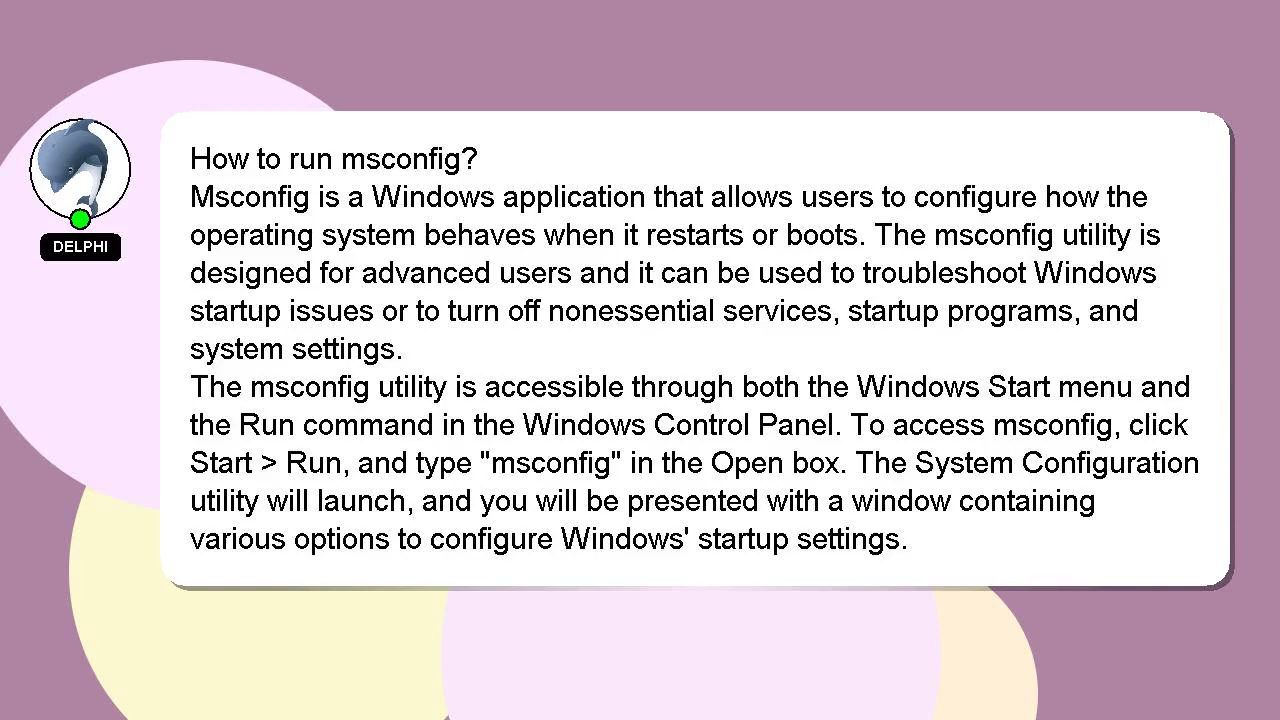 How to run msconfig?
Msconfig is a Windows application that allows users to configure how the
operating system behaves when it restarts or boots. The msconfig utility is
designed for advanced users and it can be used to troubleshoot Windows
startup issues or to turn off nonessential services, startup programs, and
system settings.
The msconfig utility is accessible through both the Windows Start menu and
the Run command in the Windows Control Panel. To access msconfig, click
Start > Run, and type "msconfig" in the Open box. The System Configuration
utility will launch, and you will be presented with a window containing
various options to configure Windows' startup settings.
DELPHI